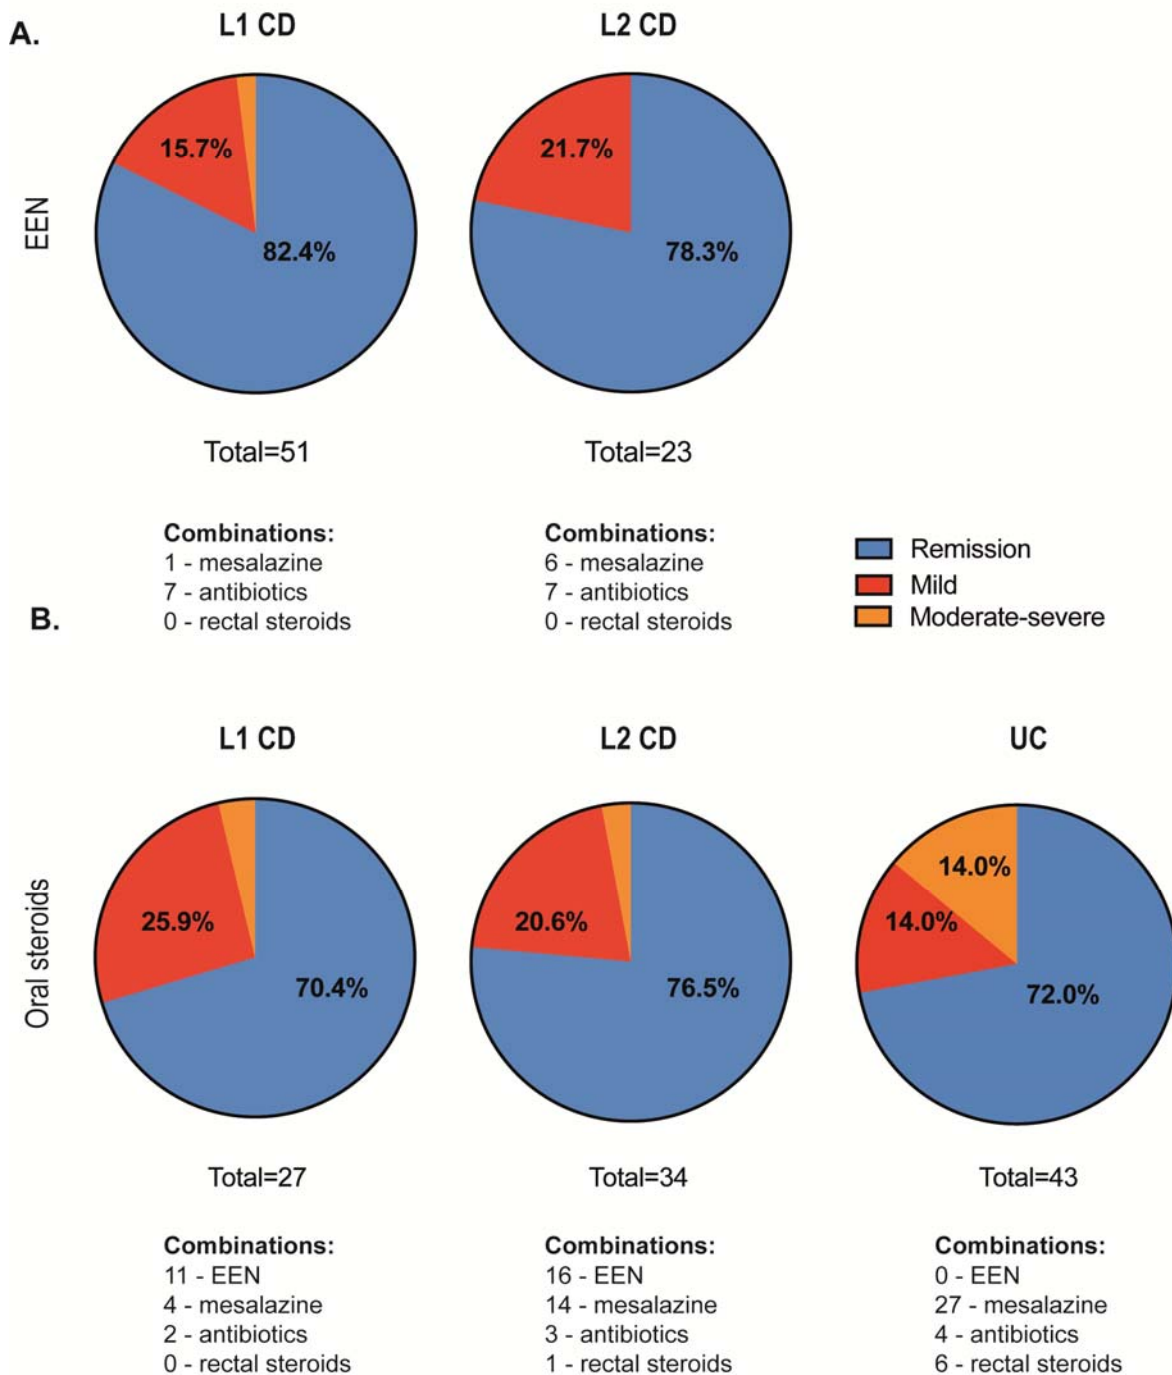 A.
L1 CD
L2 CD
EEN
15.7%
82.4%
21.7%
78.3%
Total=51
Total=23
Combinations:
1 - mesalazine
7 - antibiotics
0 - rectal steroids
Combinations:
6 - mesalazine
7 - antibiotics
0 - rectal steroids
Remission
Mild
Moderate-severe
B.
L1 CD
L2 CD
UC
Oral steroids
25.9%
70.4%
20.6%
76.5%
14.0%
14.0%
72.0%
Total=27
Total=34
Total=43
Combinations:
11 - EEN
4 - mesalazine
2 - antibiotics
0 - rectal steroids
Combinations:
16 - EEN
14 - mesalazine
3 - antibiotics
1 - rectal steroids
Combinations:
0 - EEN
27 - mesalazine
4 - antibiotics
6 - rectal steroids